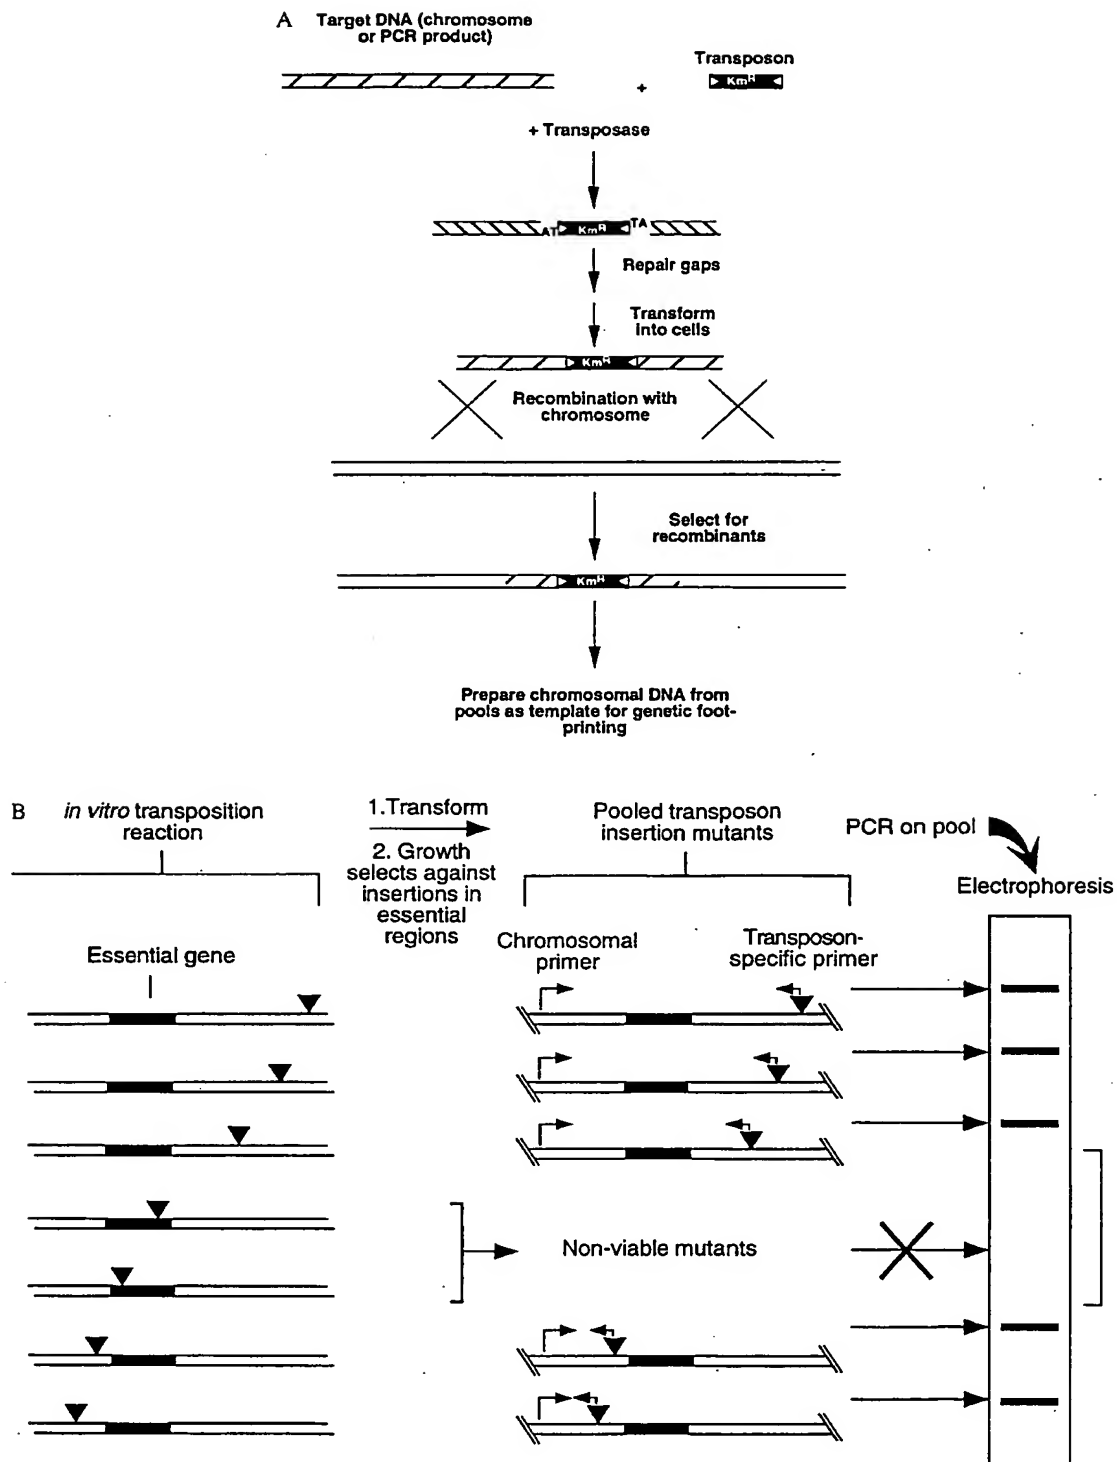 A
Target DNA (chromosome
or PCR product)
Transposon
KmR
+
+ Transposase
AT
KmR
TA
Repair gaps
Transform
into cells
KmR
Recombination with
chromosome
Select for
recombinants
KmR
Prepare chromosomal DNA from
pools as template for genetic foot-
printing
B
in vitro transposition
reaction
1.Transform
2. Growth
selects against
insertions in
essential
regions
Pooled transposon
insertion mutants
PCR on pool
Electrophoresis
Essential gene
Chromosomal
primer
Transposon-
specific primer
Non-viable mutants